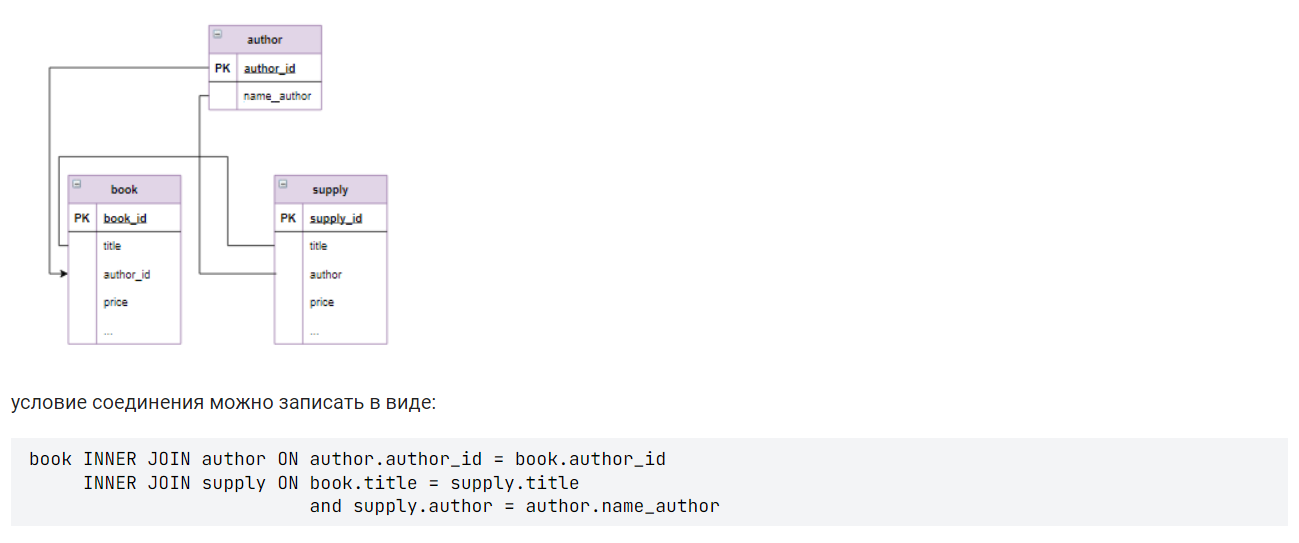 author
PK author_id
name_author
book
PK book_id
title
author_id
price
...
supply
PK supply_id
title
author
price
...
условие соединения можно записать в виде:
book INNER JOIN author ON author.author_id = book.author_id
INNER JOIN supply ON book.title = supply.title
and supply.author = author.name_author